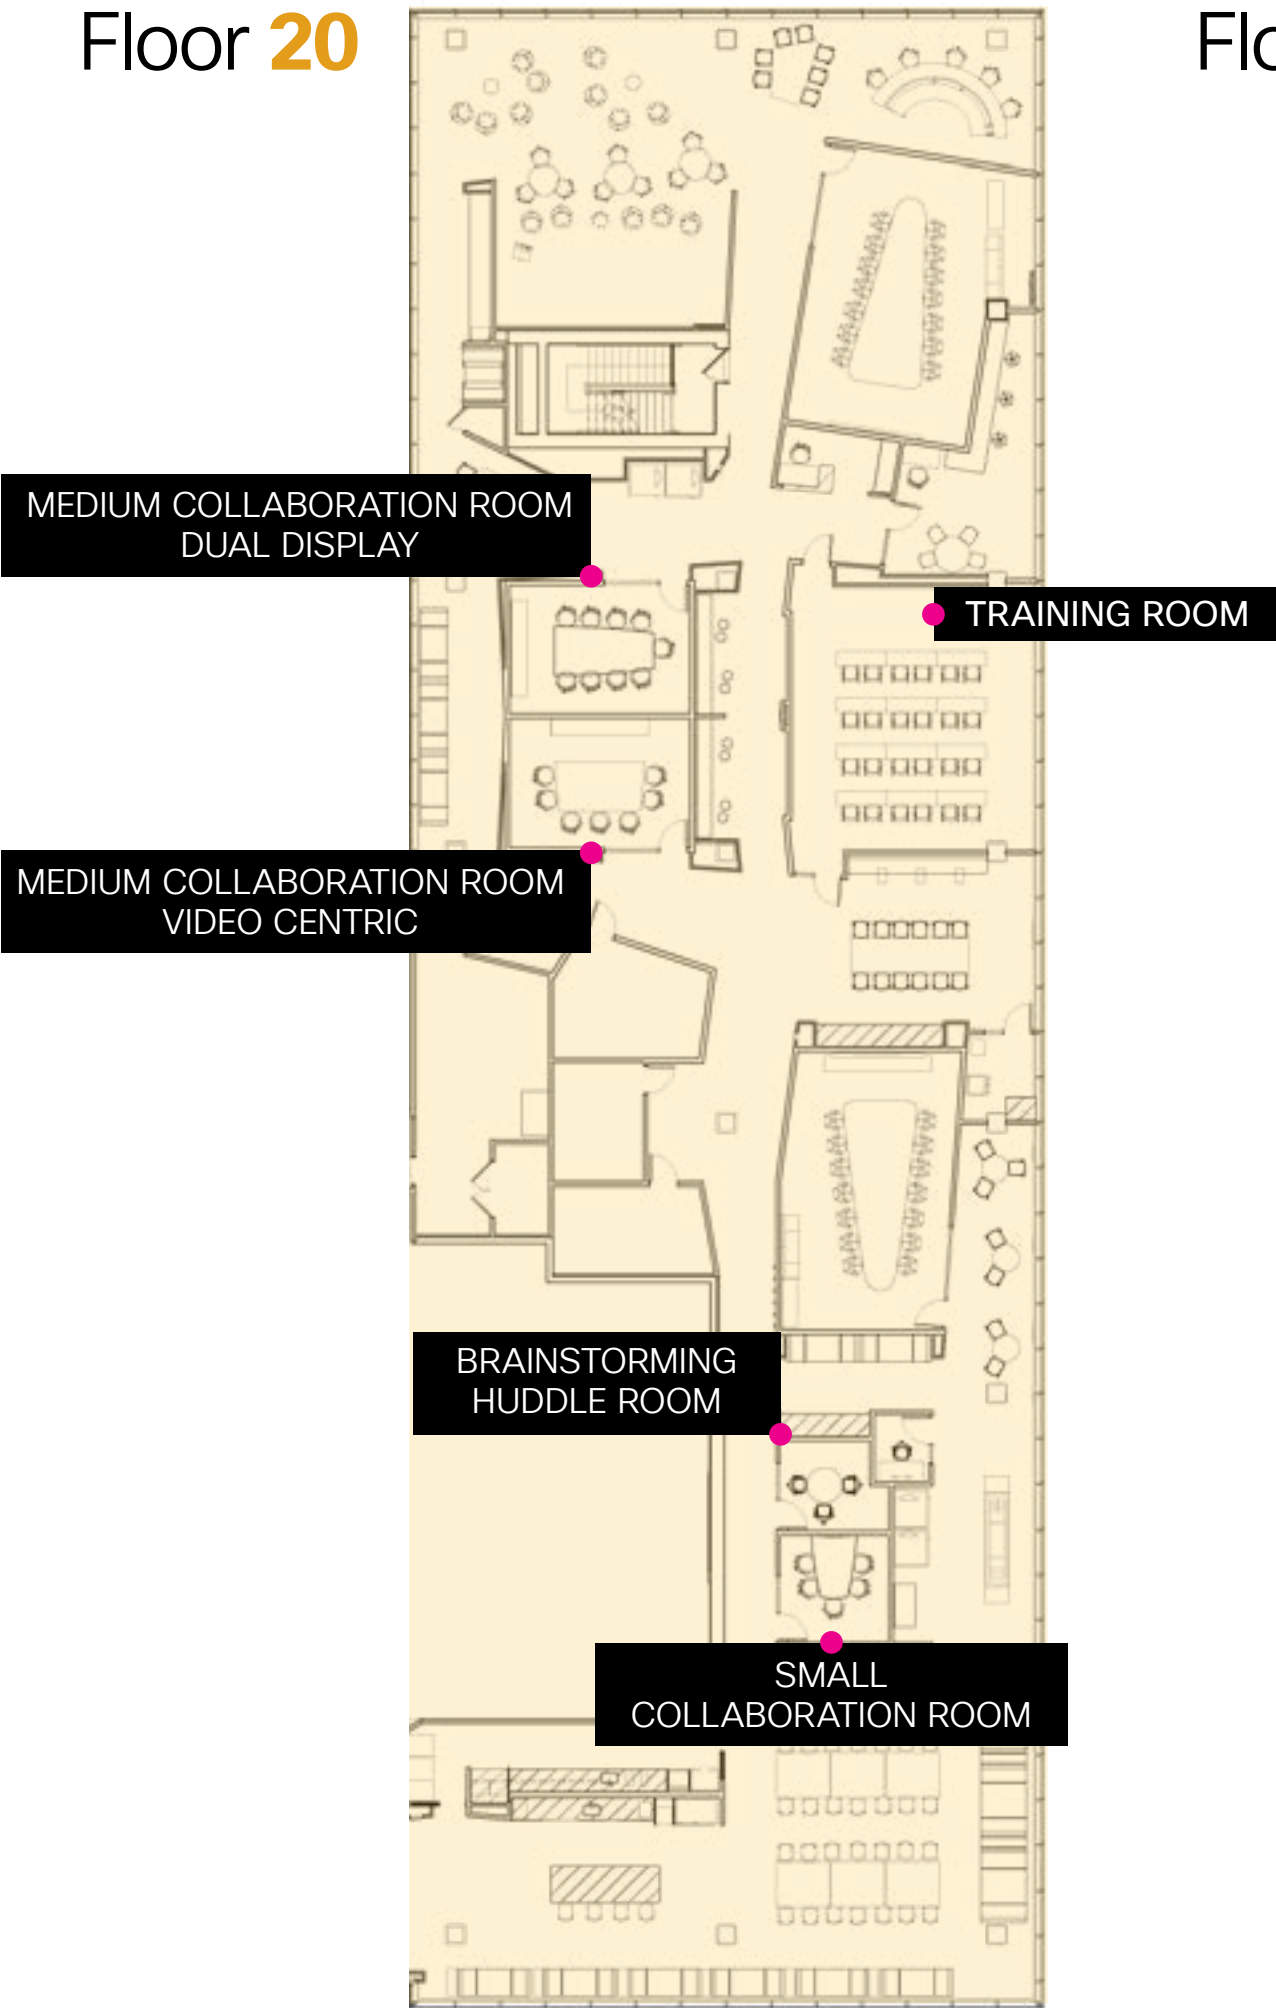 Floor 20
Flo
MEDIUM COLLABORATION ROOM
DUAL DISPLAY
TRAINING ROOM
MEDIUM COLLABORATION ROOM
VIDEO CENTRIC
BRAINSTORMING
HUDDLE ROOM
SMALL
COLLABORATION ROOM